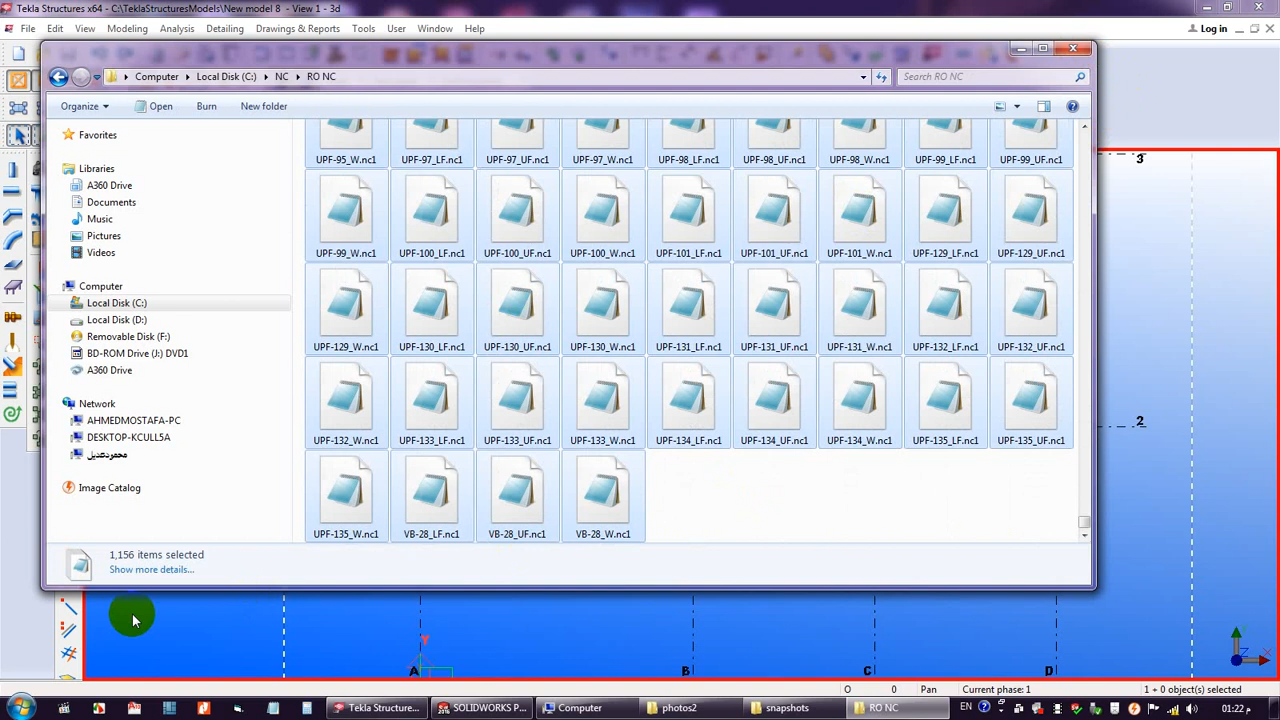 Tekla Structures x64 - C:\TeklaStructuresModels\New model 8 - View 1 - 3d
File Edit View Modeling Analysis Detailing Drawings & Reports Tools User Window Help
Log in
Computer Local Disk (C:) NC RO NC
Search RO NC
Organize Open Burn New folder
Favorites
Libraries
A360 Drive
Documents
Music
Pictures
Videos
Computer
Local Disk (C:)
Local Disk (D:)
Removable Disk (F:)
BD-ROM Drive (J:) DVD1
A360 Drive
Network
AHMEDMOSTAFA-PC
DESKTOP-KCULL5A
محمودعديل
Image Catalog
UPF-95_W.nc1 UPF-97_LF.nc1 UPF-97_UF.nc1 UPF-97_W.nc1 UPF-98_LF.nc1 UPF-98_UF.nc1 UPF-98_W.nc1 UPF-99_LF.nc1 UPF-99_UF.nc1
UPF-99_W.nc1 UPF-100_LF.nc1 UPF-100_UF.nc1 UPF-100_W.nc1 UPF-101_LF.nc1 UPF-101_UF.nc1 UPF-101_W.nc1 UPF-129_LF.nc1 UPF-129_UF.nc1
UPF-129_W.nc1 UPF-130_LF.nc1 UPF-130_UF.nc1 UPF-130_W.nc1 UPF-131_LF.nc1 UPF-131_UF.nc1 UPF-131_W.nc1 UPF-132_LF.nc1 UPF-132_UF.nc1
UPF-132_W.nc1 UPF-133_LF.nc1 UPF-133_UF.nc1 UPF-133_W.nc1 UPF-134_LF.nc1 UPF-134_UF.nc1 UPF-134_W.nc1 UPF-135_LF.nc1 UPF-135_UF.nc1
UPF-135_W.nc1 VB-28_LF.nc1 VB-28_UF.nc1 VB-28_W.nc1
1,156 items selected
Show more details...
3
2
Y
A B C D
Z X
O 0 Pan Current phase: 1 1 + 0 object(s) selected
Tekla Structure... SOLIDWORKS P... Computer photos2 snapshots RO NC EN 01:22 م